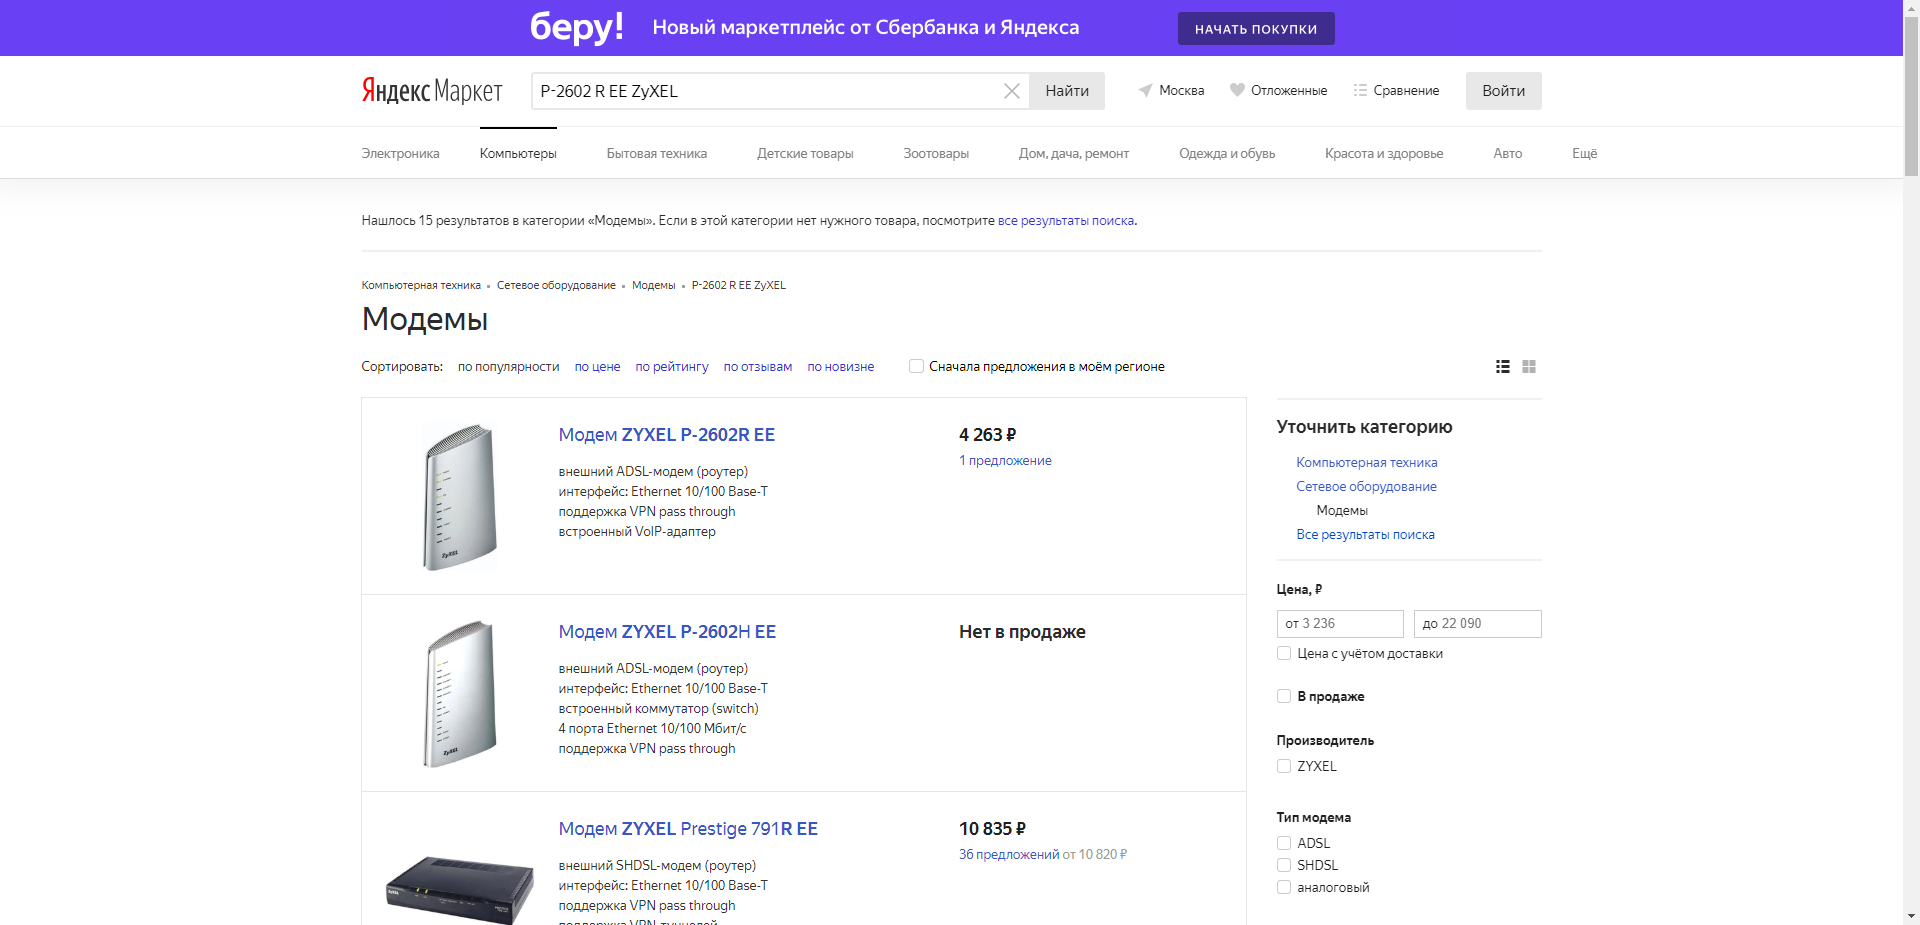 беру!
Новый маркетплейс от Сбербанка и Яндекса
НАЧАТЬ ПОКУПКИ
Яндекс Маркет
P-2602 R EE ZyXEL
Найти
Москва
Отложенные
Сравнение
Войти
Электроника
Компьютеры
Бытовая техника
Детские товары
Зоотовары
Дом, дача, ремонт
Одежда и обувь
Красота и здоровье
Авто
Ещё
Нашлось 15 результатов в категории «Модемы». Если в этой категории нет нужного товара, посмотрите все результаты поиска.
Компьютерная техника
Сетевое оборудование
Модемы
P-2602 R EE ZyXEL
Модемы
Сортировать:
по популярности
по цене
по рейтингу
по отзывам
по новизне
Сначала предложения в моём регионе
Модем ZYXEL P-2602R EE
внешний ADSL-модем (роутер)
интерфейс: Ethernet 10/100 Base-T
поддержка VPN pass through
встроенный VoIP-адаптер
4 263 ₽
1 предложение
ZyXEL
Модем ZYXEL P-2602H EE
внешний ADSL-модем (роутер)
интерфейс: Ethernet 10/100 Base-T
встроенный коммутатор (switch)
4 порта Ethernet 10/100 Мбит/с
поддержка VPN pass through
Нет в продаже
ZyXEL
Модем ZYXEL Prestige 791R EE
внешний SHDSL-модем (роутер)
интерфейс: Ethernet 10/100 Base-T
поддержка VPN pass through
поддержка VPN-туннелей
10 835 ₽
36 предложений от 10 820 ₽
ZyXEL
Уточнить категорию
Компьютерная техника
Сетевое оборудование
Модемы
Все результаты поиска
Цена, ₽
от 3 236
до 22 090
Цена с учётом доставки
В продаже
Производитель
ZYXEL
Тип модема
ADSL
SHDSL
аналоговый